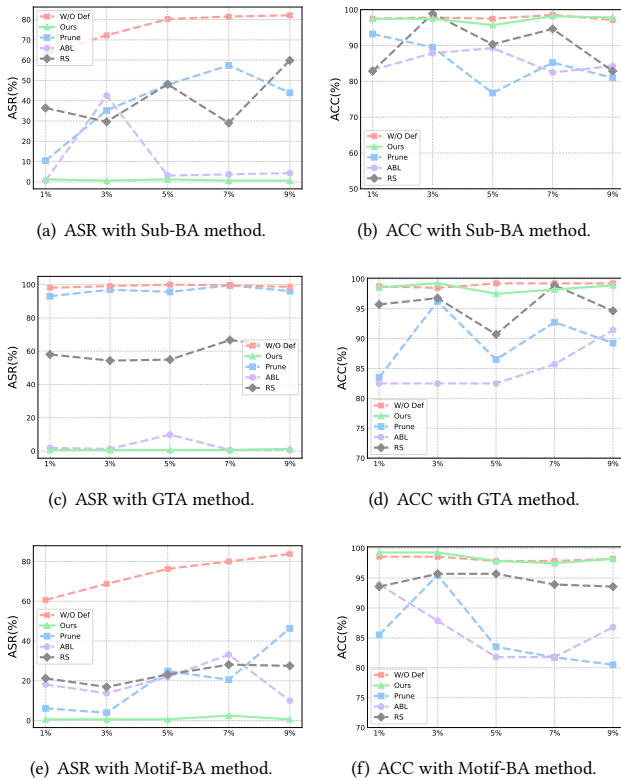 W/O Def
Ours
Prune
ABL
RS
ASR(%)
80
70
60
50
40
30
20
10
0
1% 3% 5% 7% 9%
(a) ASR with Sub-BA method.
ACC(%)
100
90
80
70
60
50
W/O Def
Ours
Prune
ABL
RS
1% 3% 5% 7% 9%
(b) ACC with Sub-BA method.
ASR(%)
100
80
60
40
20
0
W/O Def
Ours
Prune
ABL
RS
1% 3% 5% 7% 9%
(c) ASR with GTA method.
ACC(%)
100
95
90
85
80
75
70
W/O Def
Ours
Prune
ABL
RS
1% 3% 5% 7% 9%
(d) ACC with GTA method.
ASR(%)
80
60
40
20
0
W/O Def
Ours
Prune
ABL
RS
1% 3% 5% 7% 9%
(e) ASR with Motif-BA method.
ACC(%)
100
95
90
85
80
75
70
W/O Def
Ours
Prune
ABL
RS
1% 3% 5% 7% 9%
(f) ACC with Motif-BA method.